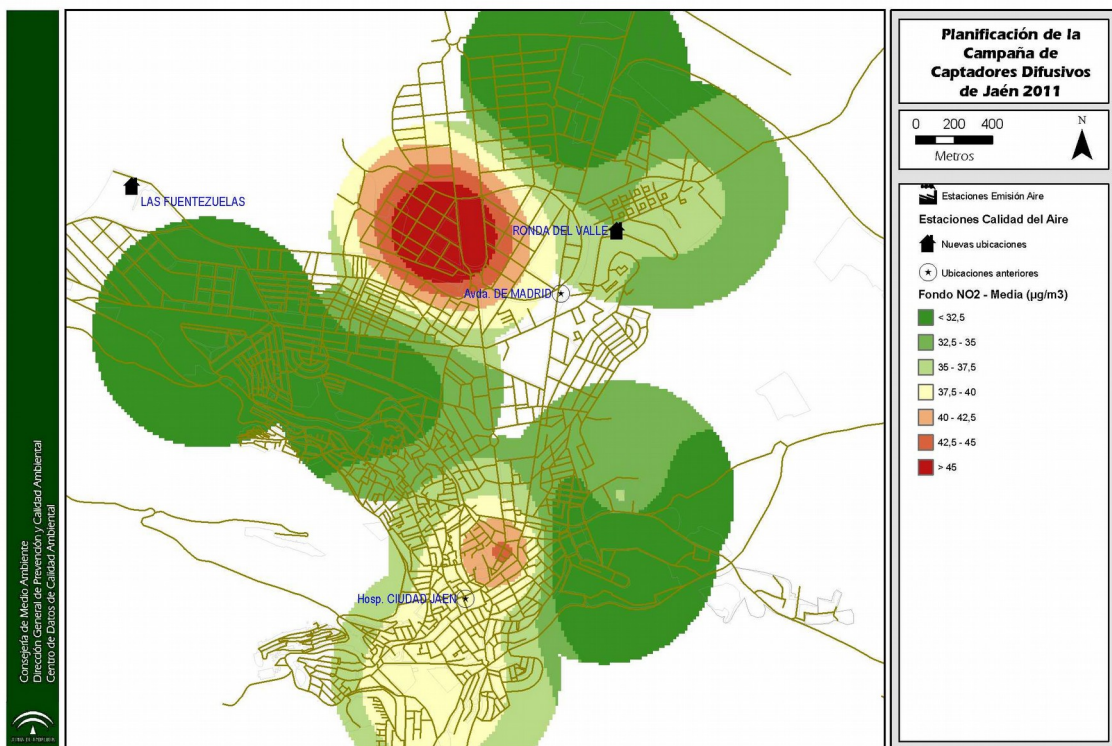 Consejería de Medio Ambiente
Dirección General de Prevención y Calidad Ambiental
Centro de Datos de Calidad Ambiental
JUNTA DE ANDALUCIA
LAS FUENTEZUELAS
RONDA DEL VALLE
Avda. DE MADRID
Hosp. CIUDAD JAEN
Planificación de la
Campaña de
Captadores Difusivos
de Jaén 2011
0 200 400
Metros
N
Estaciones Emisión Aire
Estaciones Calidad del Aire
Nuevas ubicaciones
Ubicaciones anteriores
Fondo NO2 - Media (µg/m3)
< 32,5
32,5 - 35
35 - 37,5
37,5 - 40
40 - 42,5
42,5 - 45
> 45